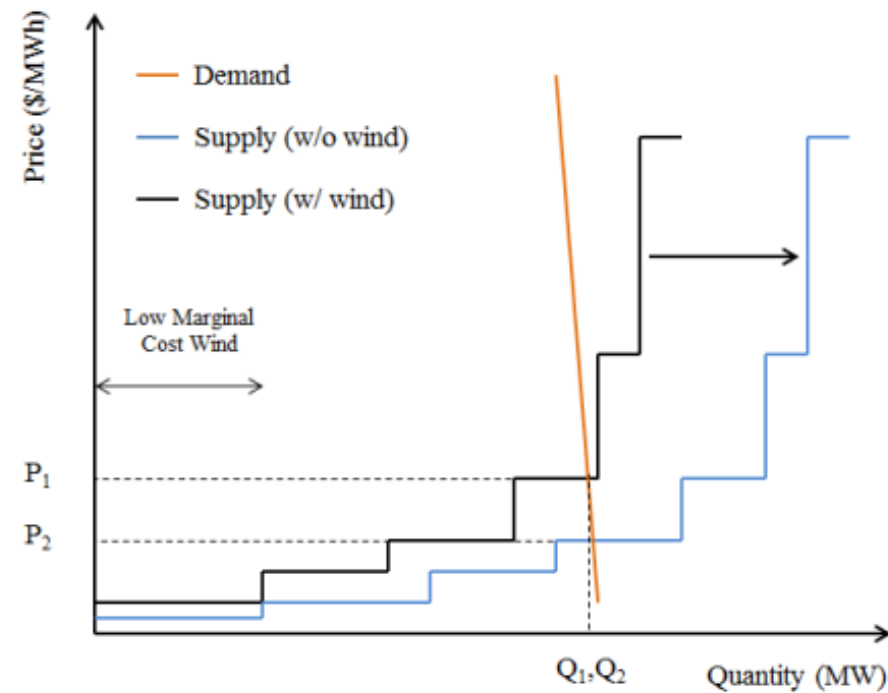 Price ($/MWh)
Demand
Supply (w/o wind)
Supply (w/ wind)
Low Marginal
Cost Wind
P₁
P₂
Q₁,Q₂
Quantity (MW)